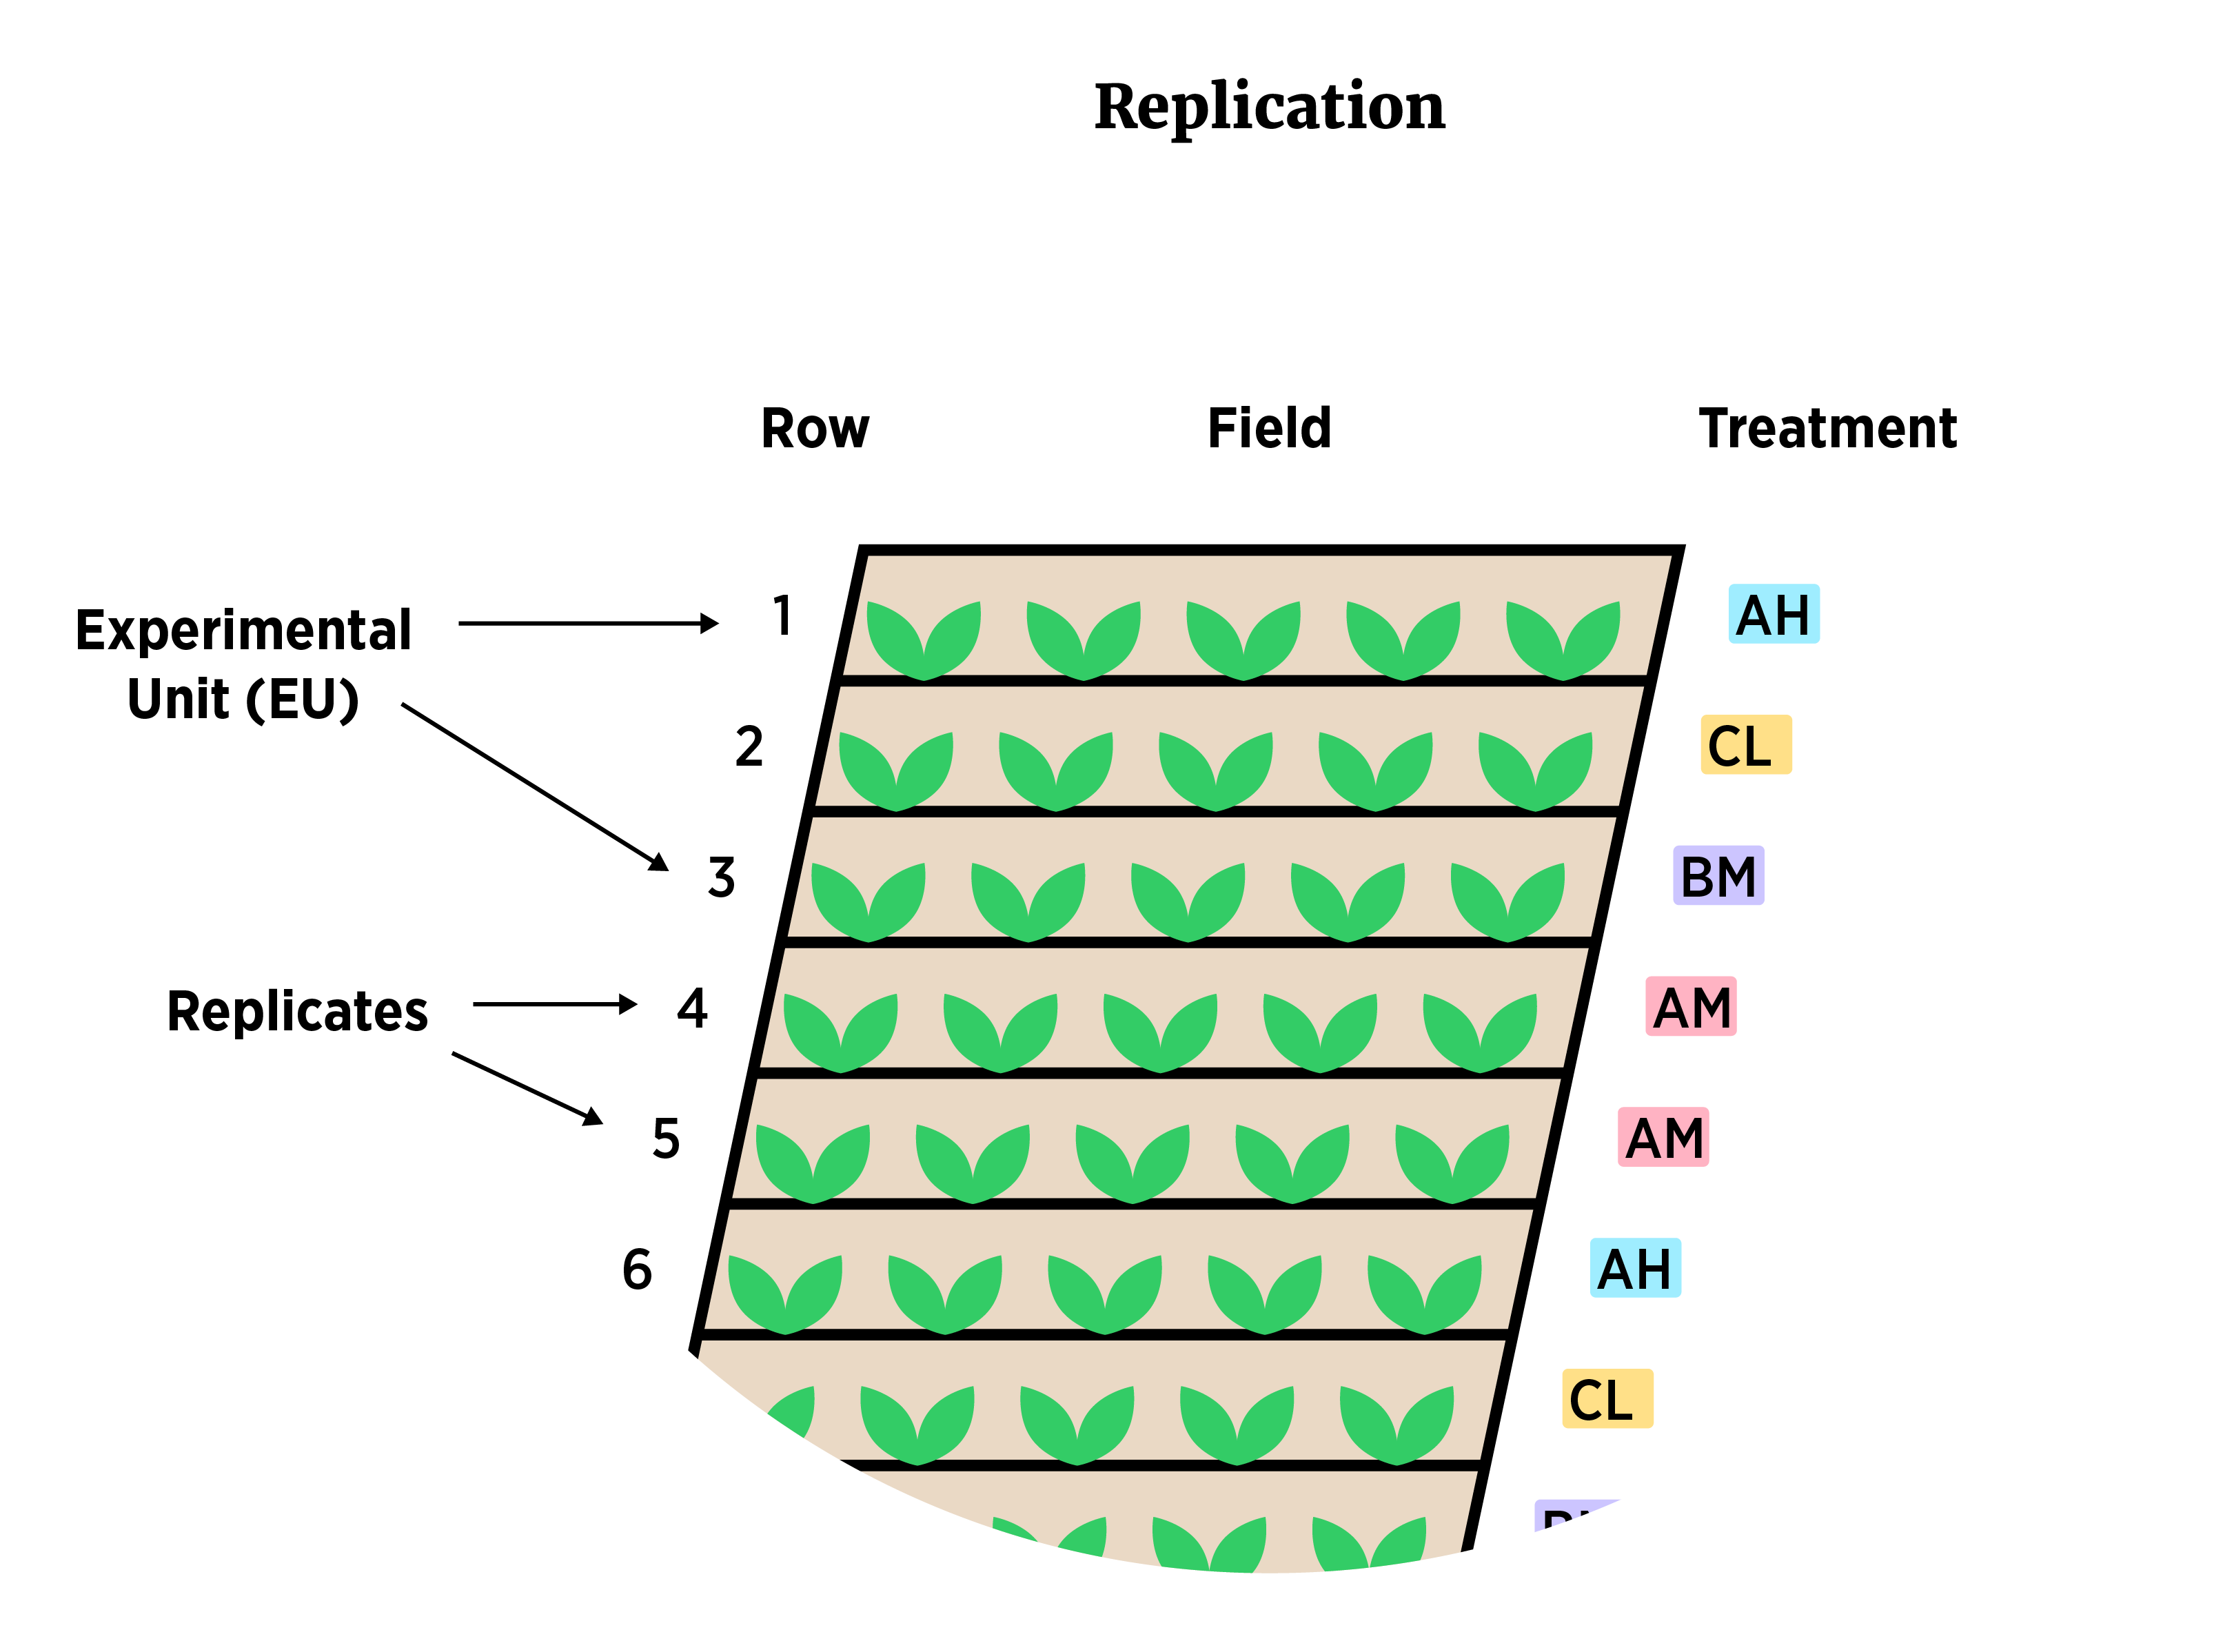 Replication
Row Field Treatment
Experimental
Unit (EU)
1 AH
2 CL
3 BM
Replicates
4 AM
5 AM
6 AH
CL